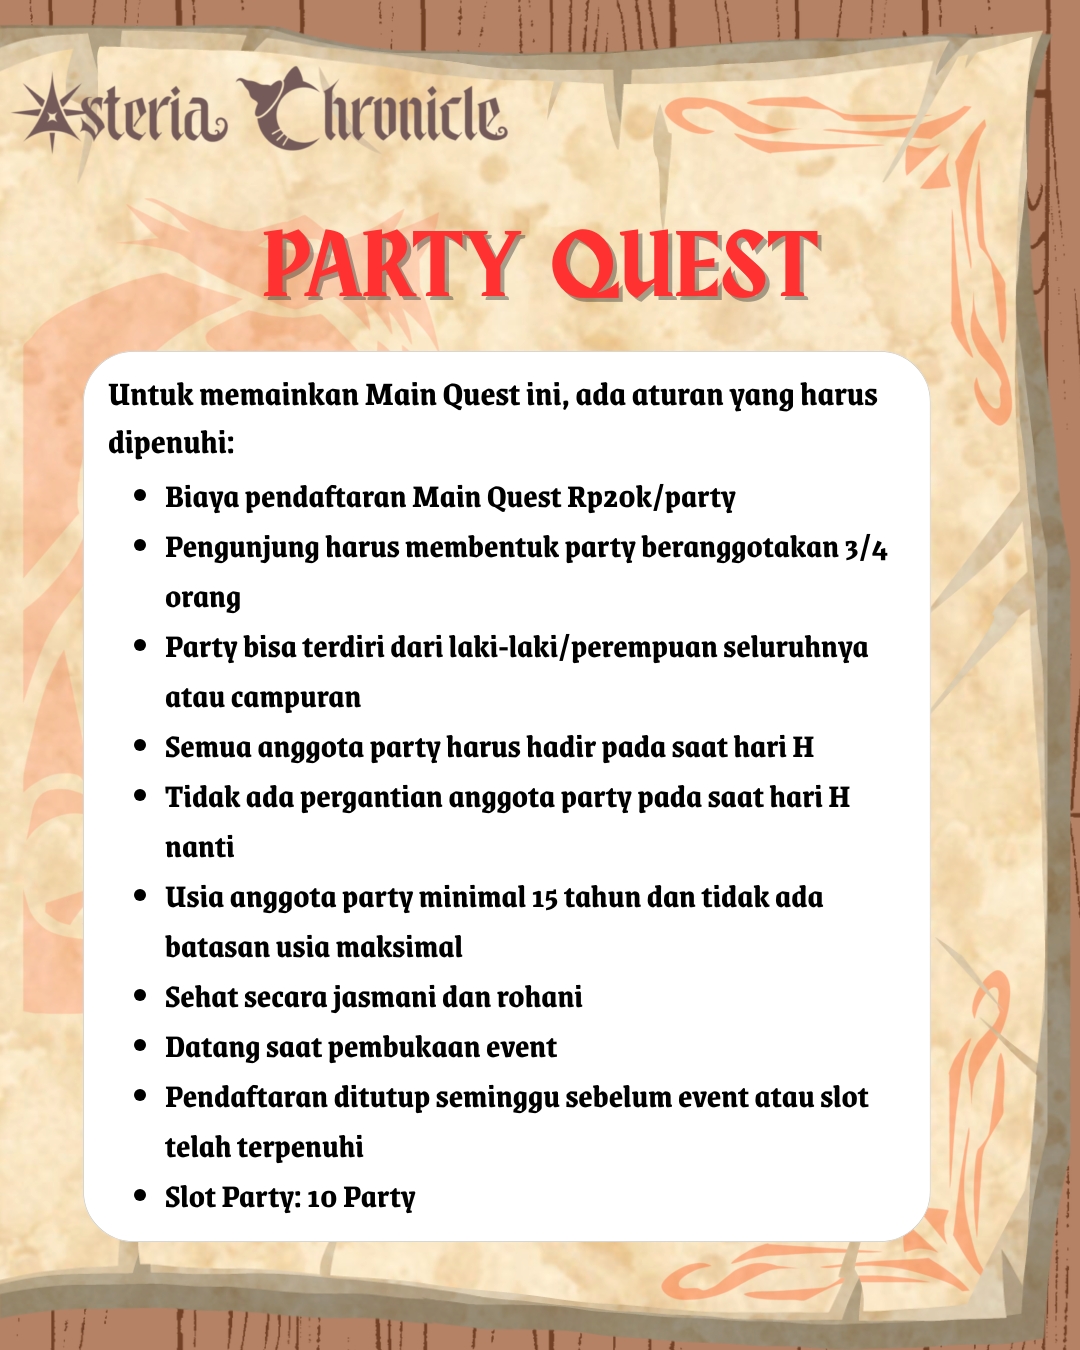 Asteria Chronicle
PARTY QUEST
Untuk memainkan Main Quest ini, ada aturan yang harus
dipenuhi:
• Biaya pendaftaran Main Quest Rp20k/party
• Pengunjung harus membentuk party beranggotakan 3/4
orang
• Party bisa terdiri dari laki-laki/perempuan seluruhnya
atau campuran
• Semua anggota party harus hadir pada saat hari H
• Tidak ada pergantian anggota party pada saat hari H
nanti
• Usia anggota party minimal 15 tahun dan tidak ada
batasan usia maksimal
• Sehat secara jasmani dan rohani
• Datang saat pembukaan event
• Pendaftaran ditutup seminggu sebelum event atau slot
telah terpenuhi
• Slot Party: 10 Party